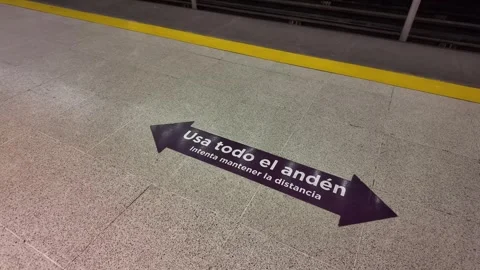 Usa todo el andén
intenta mantener la distancia